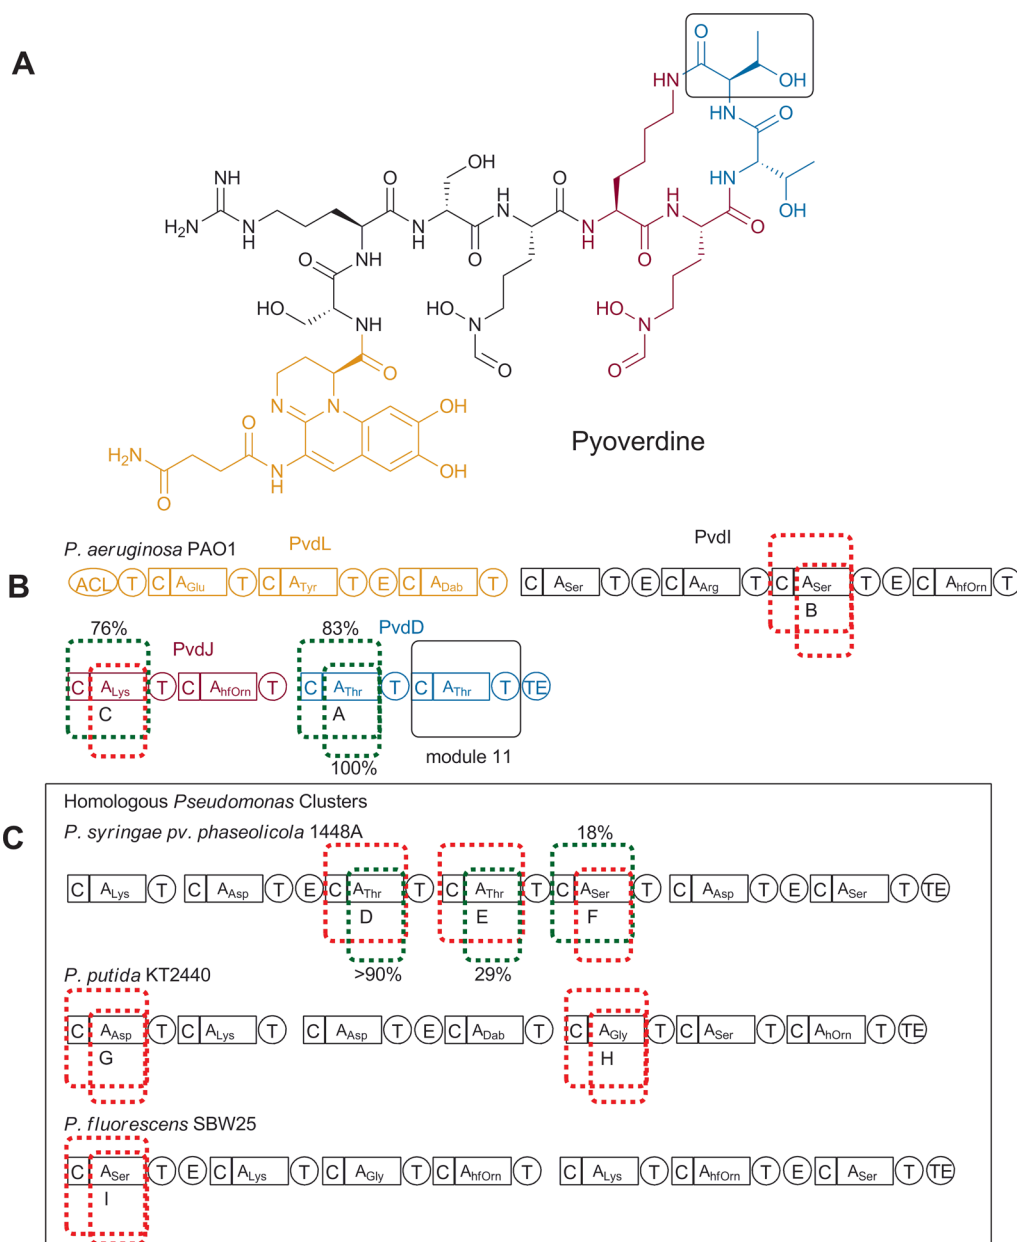 A
O
HN
OH
HN
O
OH
NH
O
HN
H2N
N
H
N
H
O
H
N
O
N
H
O
H
N
OH
O
O
NH
HO
N
HO
N
HO
NH
O
O
O
N
N
OH
OH
O
H2N
O
N
H
Pyoverdine
B
P. aeruginosa PAO1
PvdL
PvdI
ACL T C AGlu T C ATyr T E C ADab T C ASer T E C AArg T C ASer T E C AhfOrn T
B
76% 83% PvdD
PvdJ
C ALys T C AhfOrn T C AThr T C AThr T TE
C A
100% module 11
C
Homologous Pseudomonas Clusters
P. syringae pv. phaseolicola 1448A 18%
C ALys T C AAsp T E C AThr T C AThr T C ASer T C AAsp T E C ASer T TE
D E F
>90% 29%
P. putida KT2440
C AAsp T C ALys T C AAsp T E C ADab T C AGly T C ASer T C AhOrn T TE
G H
P. fluorescens SBW25
C ASer T E C ALys T C AGly T C AhfOrn T C ALys T C AhfOrn T E C ASer T TE
I